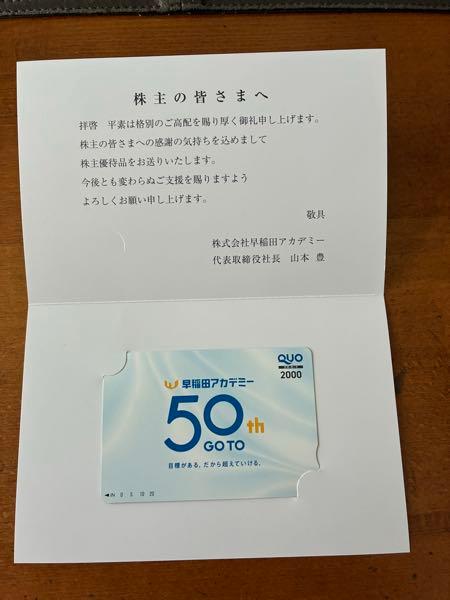 株主の皆さまへ
拝啓　平素は格別のご高配を賜り厚く御礼申し上げます。
株主の皆さまへの感謝の気持ちを込めまして
株主優待品をお送りいたします。
今後とも変わらぬご支援を賜りますよう
よろしくお願い申し上げます。
敬具
株式会社早稲田アカデミー
代表取締役社長　山本 豊
QUO
2000
早稲田アカデミー
50th
GO TO
目標がある。だから超えていける。
◀IN 0 5 10 20